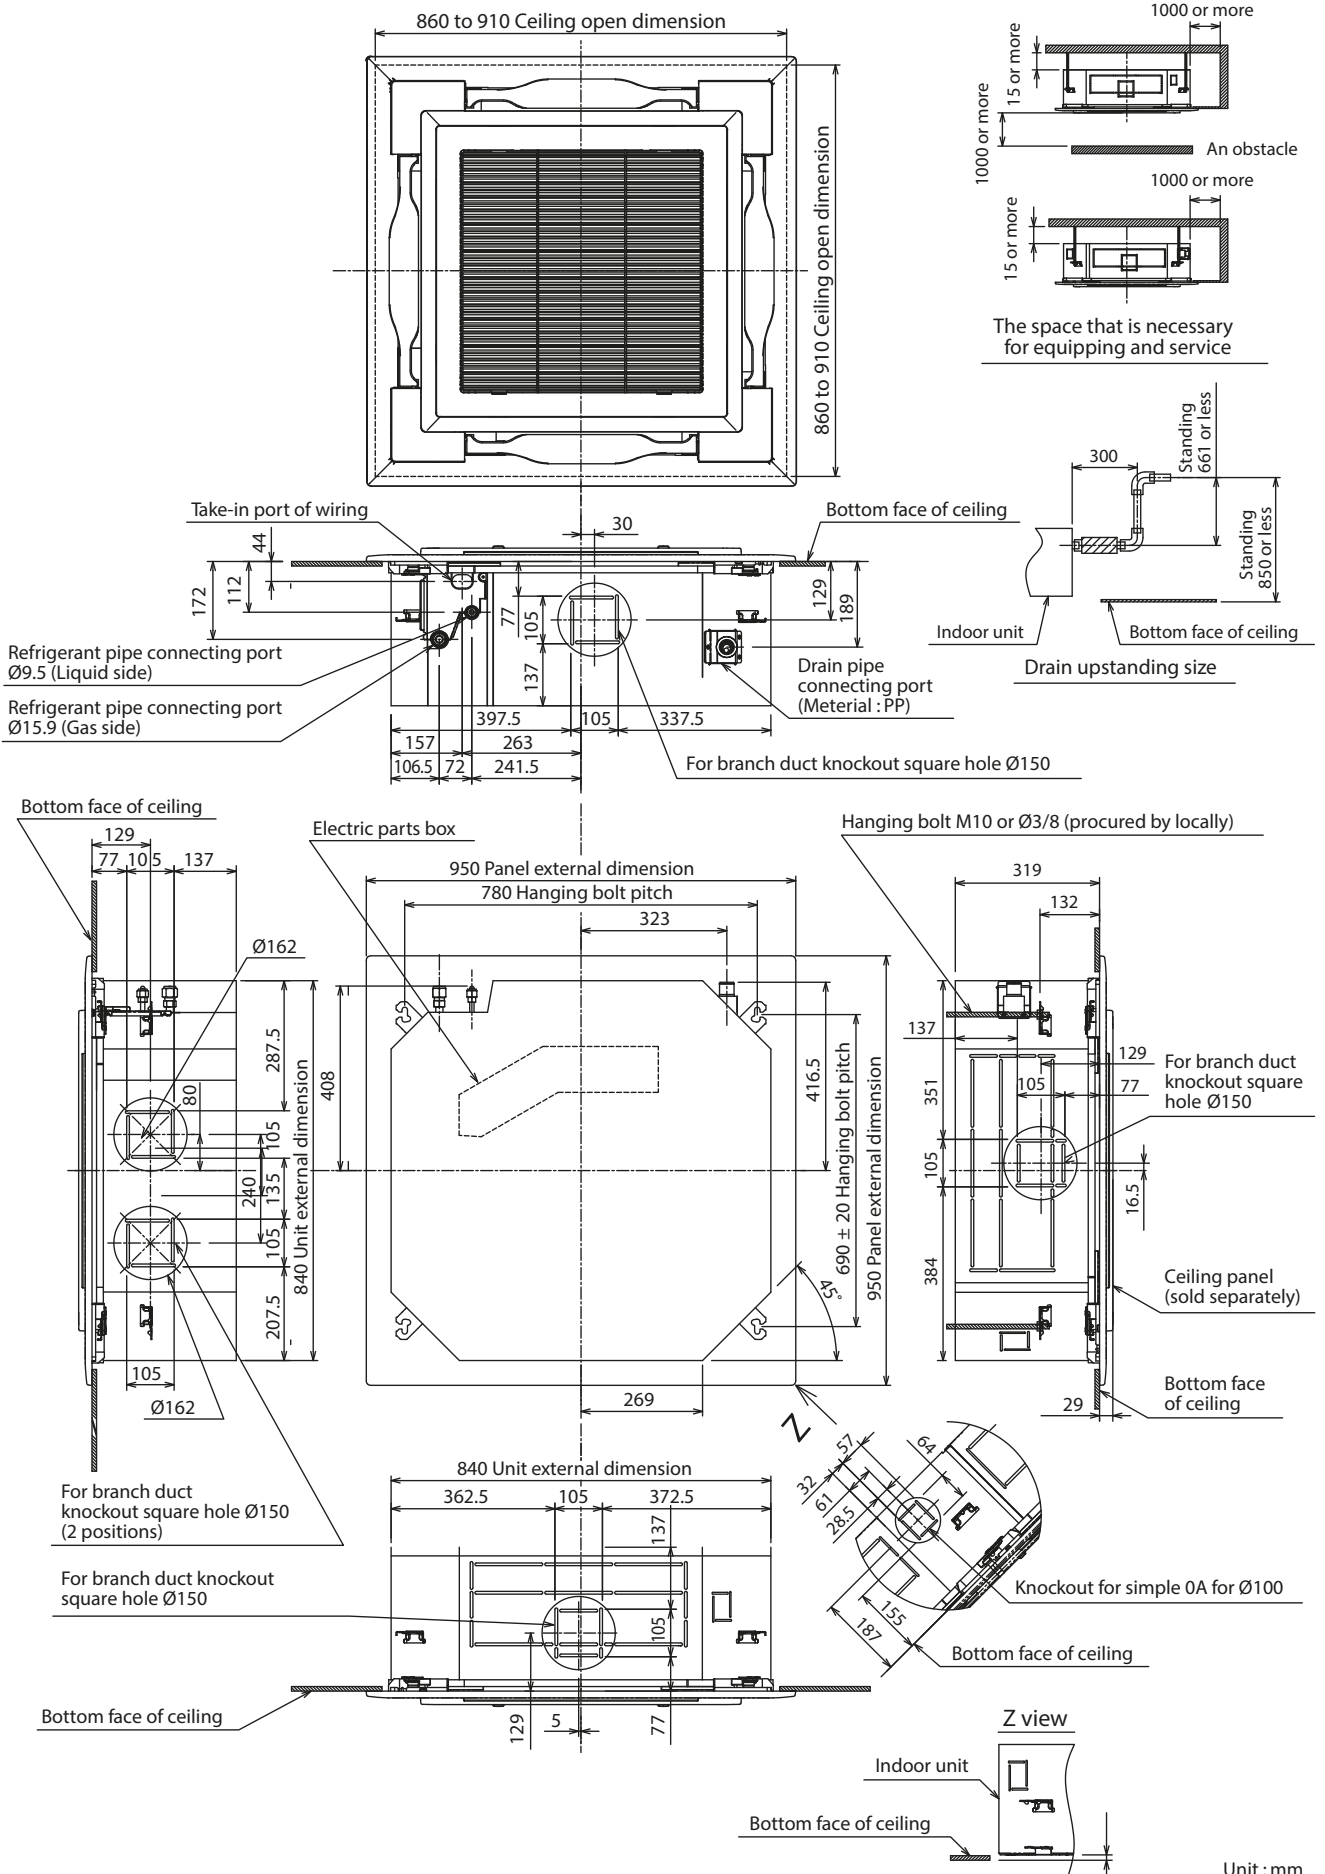 860 to 910 Ceiling open dimension
860 to 910 Ceiling open dimension
1000 or more
15 or more
1000 or more
An obstacle
1000 or more
15 or more
The space that is necessary
for equipping and service
Standing
661 or less
300
Standing
850 or less
Indoor unit
Bottom face of ceiling
Drain upstanding size
Take-in port of wiring
30
Bottom face of ceiling
44
112
172
77
105
137
129
189
Refrigerant pipe connecting port
Ø9.5 (Liquid side)
Refrigerant pipe connecting port
Ø15.9 (Gas side)
Drain pipe
connecting port
(Meterial : PP)
397.5
105
337.5
157
263
106.5
72
241.5
For branch duct knockout square hole Ø150
Bottom face of ceiling
129
77
105
137
Ø162
287.5
80
105
135
240
105
207.5
840 Unit external dimension
105
Ø162
For branch duct
knockout square hole Ø150
(2 positions)
For branch duct knockout
square hole Ø150
Electric parts box
950 Panel external dimension
780 Hanging bolt pitch
323
408
416.5
690 ± 20 Hanging bolt pitch
950 Panel external dimension
45°
269
Z
Hanging bolt M10 or Ø3/8 (procured by locally)
319
132
137
129
105
77
351
105
384
16.5
For branch duct
knockout square
hole Ø150
Ceiling panel
(sold separately)
Bottom face
of ceiling
29
840 Unit external dimension
362.5
105
372.5
137
105
77
129
5
Bottom face of ceiling
57
64
32
61
28.5
155
187
Knockout for simple 0A for Ø100
Bottom face of ceiling
Z view
Indoor unit
Bottom face of ceiling
Unit : mm